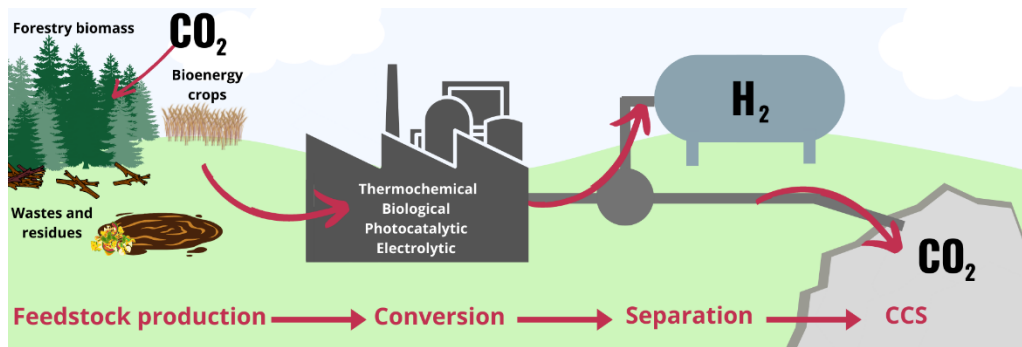 Forestry biomass
CO₂
Bioenergy
crops
Wastes and
residues
Thermochemical
Biological
Photocatalytic
Electrolytic
H₂
CO₂
Feedstock production
Conversion
Separation
CCS